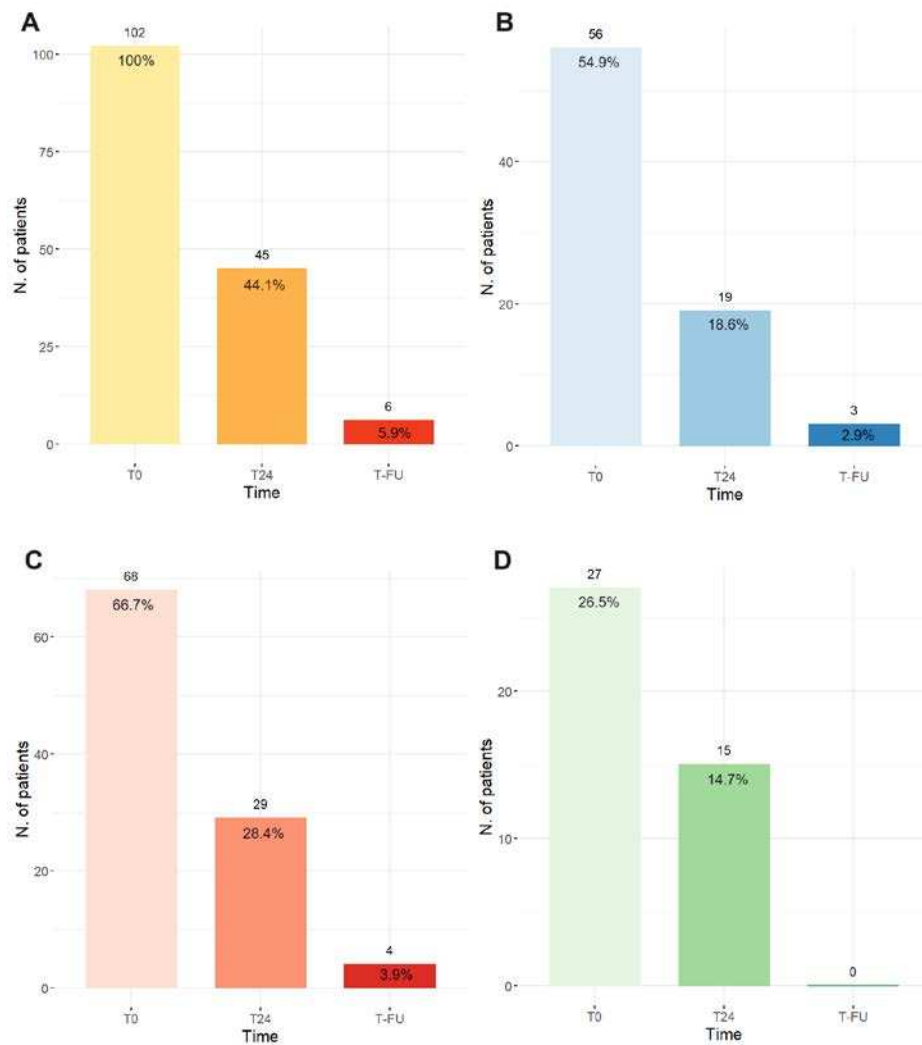 A
102
100%
100
75
50
25
0
45
44.1%
6
5.9%
N. of patients
T0
T24
T-FU
Time
B
56
54.9%
40
20
0
19
18.6%
3
2.9%
N. of patients
T0
T24
T-FU
Time
C
68
66.7%
60
40
20
0
29
28.4%
4
3.9%
N. of patients
T0
T24
T-FU
Time
D
27
26.5%
20
10
0
15
14.7%
0
N. of patients
T0
T24
T-FU
Time